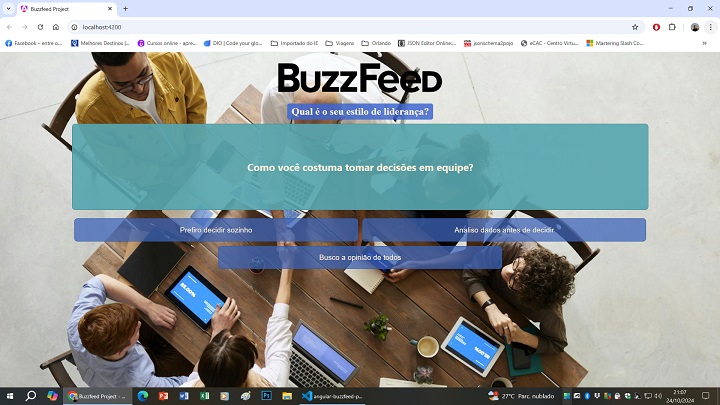 Buzzfeed Project
localhost:4200
Facebook – entre o...
Melhores Destinos |...
Cursos online - apre...
DIO | Code your glo...
Importado do IE
Viagens
Orlando
JSON Editor Online:...
jsonschema2pojo
eCAC - Centro Virtu...
Mastering Slash Co...
BUZZFEED
Qual é o seu estilo de liderança?
Como você costuma tomar decisões em equipe?
Prefiro decidir sozinho
Analiso dados antes de decidir
Busco a opinião de todos
Buzzfeed Project - ...
angular-buzzfeed-p...
27°C Parc. nublado
21:07
24/10/2024